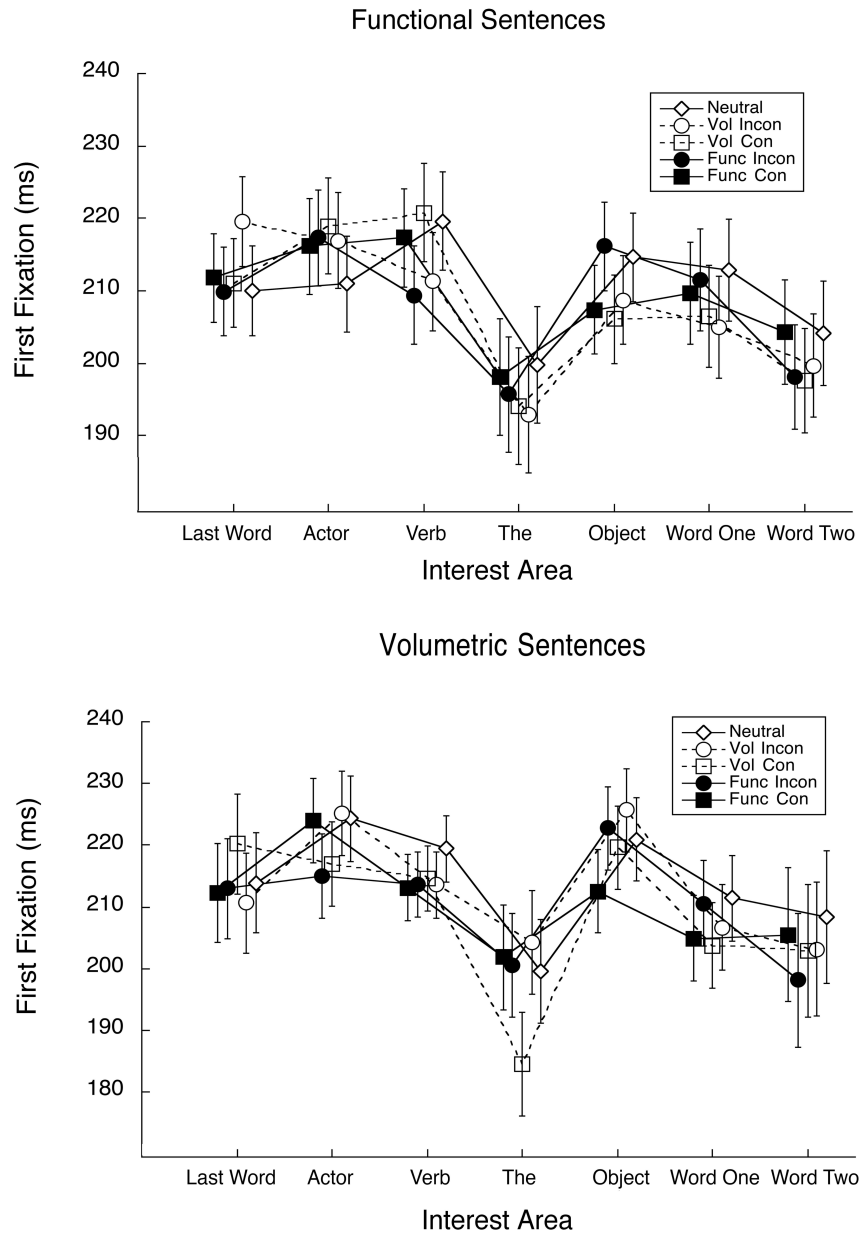 Functional Sentences
240
230
220
210
200
190
First Fixation (ms)
Neutral
Vol Incon
Vol Con
Func Incon
Func Con
Last Word Actor Verb The Object Word One Word Two
Interest Area
Volumetric Sentences
240
230
220
210
200
190
180
First Fixation (ms)
Neutral
Vol Incon
Vol Con
Func Incon
Func Con
Last Word Actor Verb The Object Word One Word Two
Interest Area